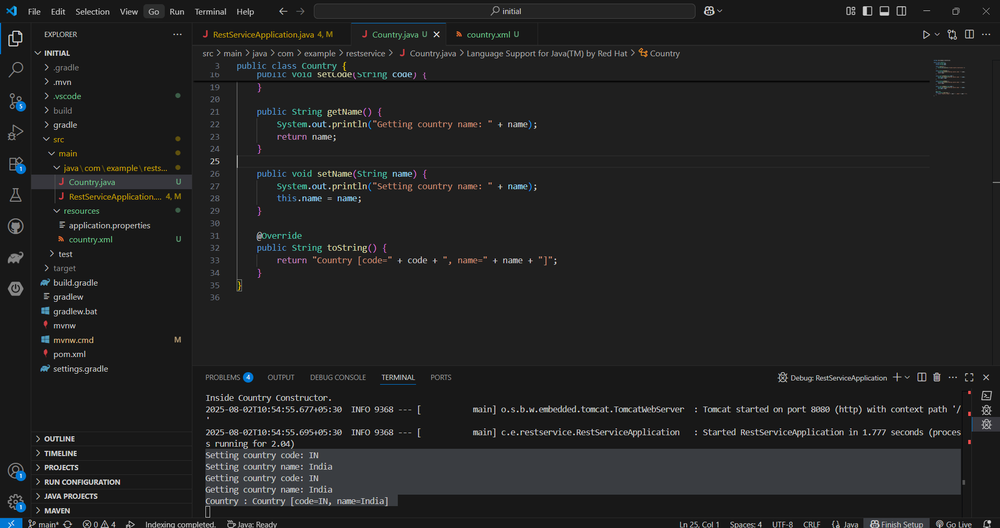 File Edit Selection View Go Run Terminal Help
initial
EXPLORER
INITIAL
.gradle
.mvn
.vscode
build
gradle
src
main
java\com\example\rests...
Country.java U
RestServiceApplication.... 4, M
resources
application.properties
country.xml U
test
target
build.gradle
gradlew
gradlew.bat
mvnw
mvnw.cmd M
pom.xml
settings.gradle
OUTLINE
TIMELINE
PROJECTS
RUN CONFIGURATION
JAVA PROJECTS
MAVEN
5
1
1
1
RestServiceApplication.java 4, M
Country.java U
country.xml U
src > main > java > com > example > restservice > Country.java > Language Support for Java(TM) by Red Hat > Country
3 public class Country {
16 public void setCode(String code) {
19 }
20
21 public String getName() {
22 System.out.println("Getting country name: " + name);
23 return name;
24 }
25
26 public void setName(String name) {
27 System.out.println("Setting country name: " + name);
28 this.name = name;
29 }
30
31 @Override
32 public String toString() {
33 return "Country [code=" + code + ", name=" + name + "]";
34 }
35 }
36
PROBLEMS 4 OUTPUT DEBUG CONSOLE TERMINAL PORTS
Debug: RestServiceApplication
Inside Country Constructor.
2025-08-02T10:54:55.677+05:30 INFO 9368 --- [ main] o.s.b.w.embedded.tomcat.TomcatWebServer : Tomcat started on port 8080 (http) with context path '/
'
2025-08-02T10:54:55.695+05:30 INFO 9368 --- [ main] c.e.restservice.RestServiceApplication : Started RestServiceApplication in 1.777 seconds (proces
s running for 2.04)
Setting country code: IN
Setting country name: India
Getting country code: IN
Getting country name: India
Country : Country [code=IN, name=India]
main* 0 4 Indexing completed. Java: Ready
Ln 25, Col 1 Spaces: 4 UTF-8 CRLF {} Java Finish Setup Go Live